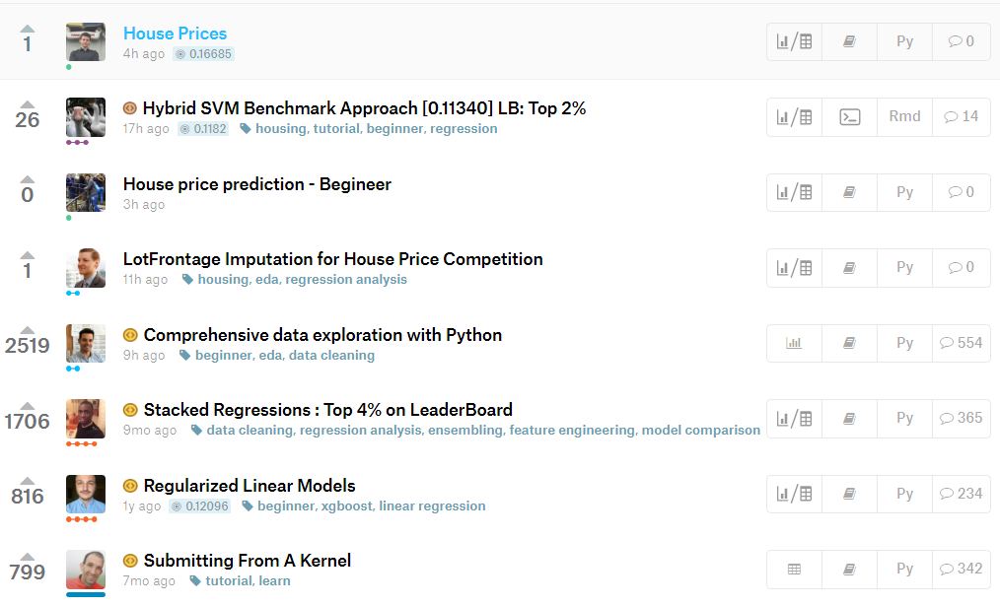 1
House Prices
4h ago 0.16685
Py
0
26
Hybrid SVM Benchmark Approach [0.11340] LB: Top 2%
17h ago 0.1182 housing, tutorial, beginner, regression
Rmd
14
0
House price prediction - Begineer
3h ago
Py
0
1
LotFrontage Imputation for House Price Competition
11h ago housing, eda, regression analysis
Py
0
2519
Comprehensive data exploration with Python
9h ago beginner, eda, data cleaning
Py
554
1706
Stacked Regressions : Top 4% on LeaderBoard
9mo ago data cleaning, regression analysis, ensembling, feature engineering, model comparison
Py
365
816
Regularized Linear Models
1y ago 0.12096 beginner, xgboost, linear regression
Py
234
799
Submitting From A Kernel
7mo ago tutorial, learn
Py
342